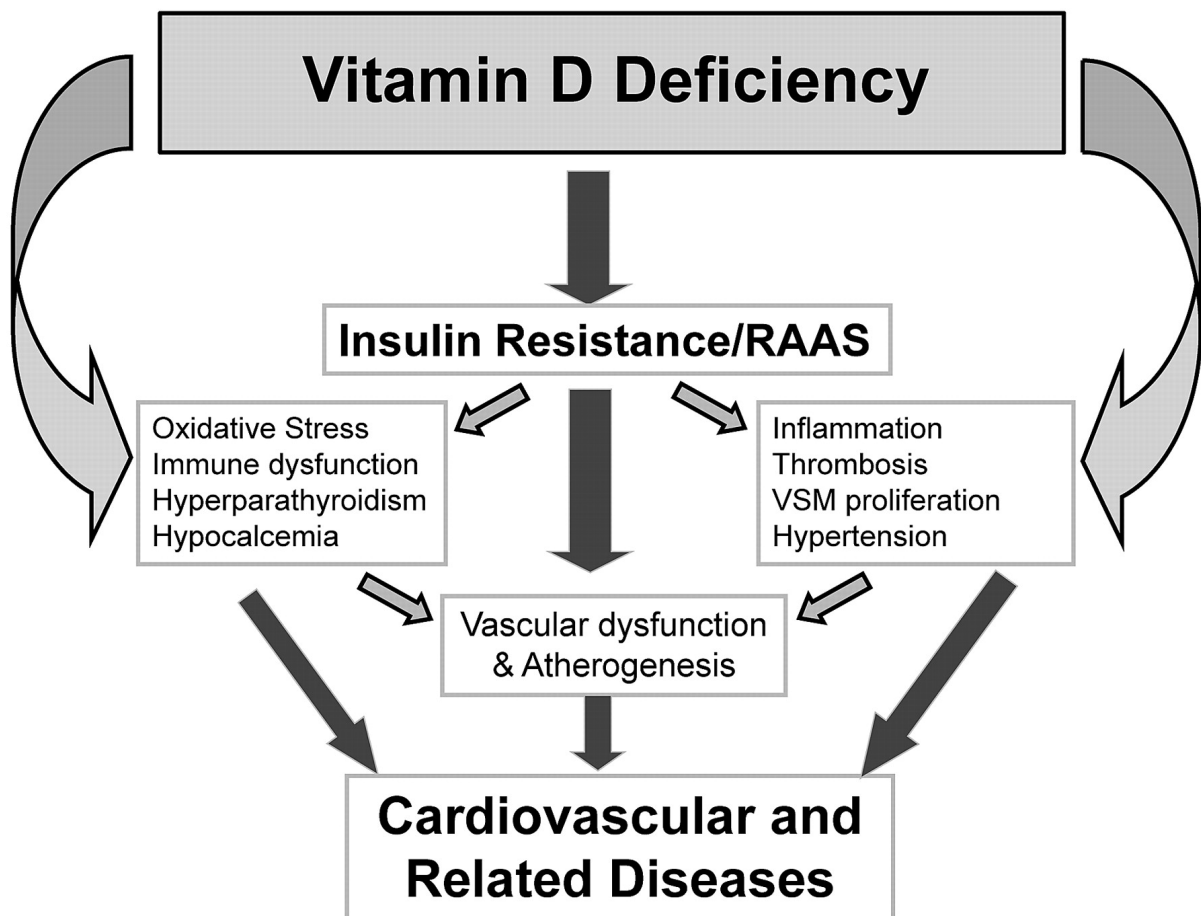 Vitamin D Deficiency
Insulin Resistance/RAAS
Oxidative Stress
Immune dysfunction
Hyperparathyroidism
Hypocalcemia
Inflammation
Thrombosis
VSM proliferation
Hypertension
Vascular dysfunction
& Atherogenesis
Cardiovascular and
Related Diseases